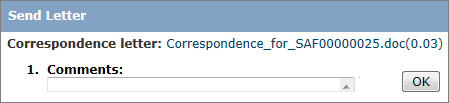 Send Letter
Correspondence letter: Correspondence_for_SAF00000025.doc(0.03)
1. Comments:
OK